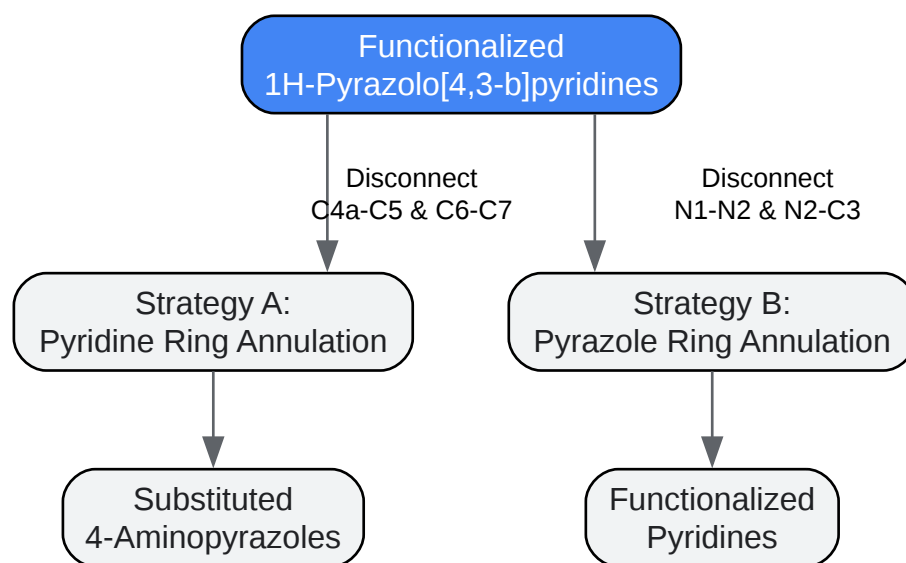 Functionalized
1H-Pyrazolo[4,3-b]pyridines
Disconnect
C4a-C5 & C6-C7
Disconnect
N1-N2 & N2-C3
Strategy A:
Pyridine Ring Annulation
Strategy B:
Pyrazole Ring Annulation
Substituted
4-Aminopyrazoles
Functionalized
Pyridines